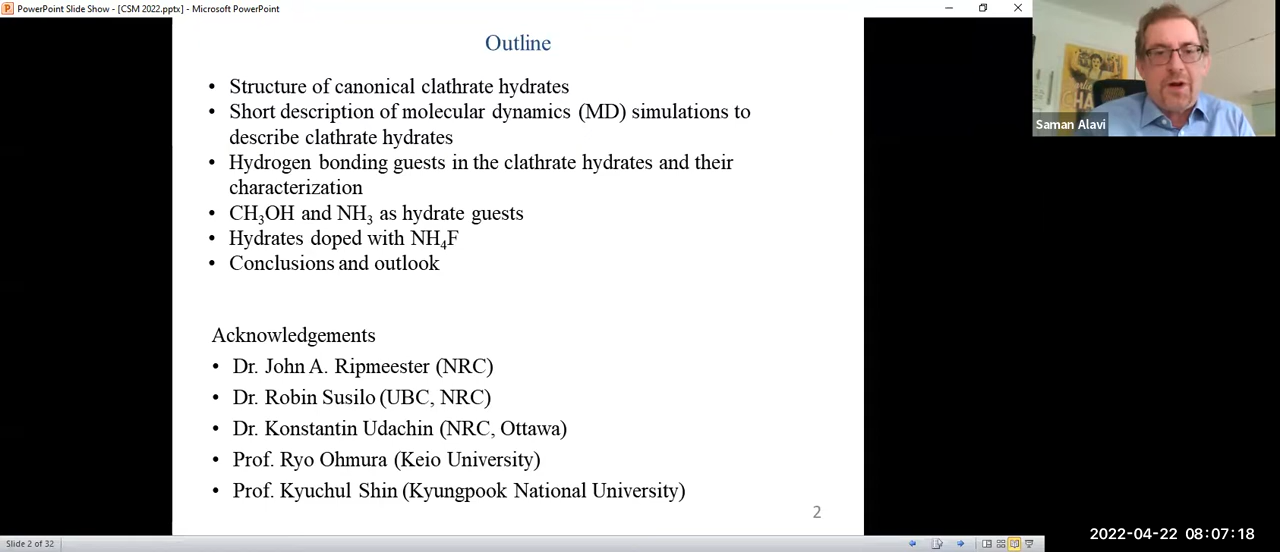 PowerPoint Slide Show - [CSM 2022.pptx] - Microsoft PowerPoint
Outline
• Structure of canonical clathrate hydrates
• Short description of molecular dynamics (MD) simulations to
describe clathrate hydrates
• Hydrogen bonding guests in the clathrate hydrates and their
characterization
• CH₃OH and NH₃ as hydrate guests
• Hydrates doped with NH₄F
• Conclusions and outlook
Acknowledgements
• Dr. John A. Ripmeester (NRC)
• Dr. Robin Susilo (UBC, NRC)
• Dr. Konstantin Udachin (NRC, Ottawa)
• Prof. Ryo Ohmura (Keio University)
• Prof. Kyuchul Shin (Kyungpook National University)
2
Saman Alavi
Slide 2 of 32
2022-04-22 08:07:18